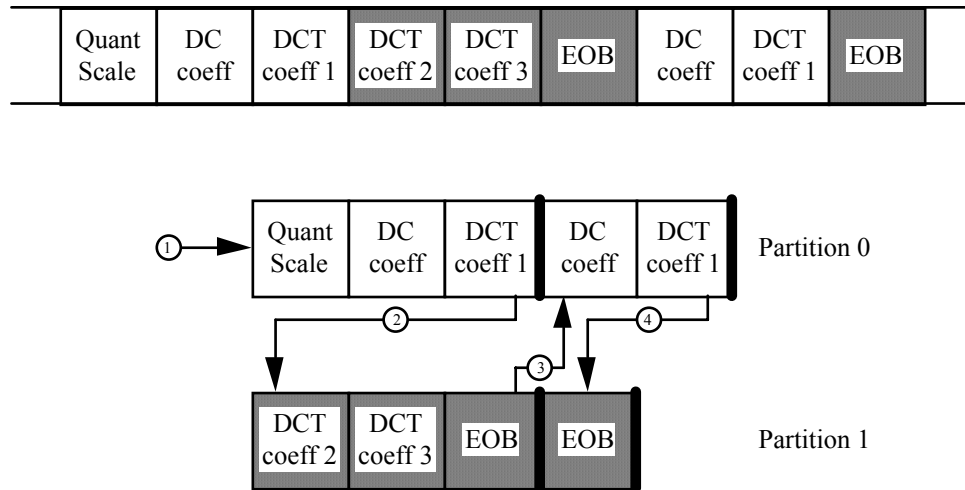 Quant
Scale
DC
coeff
DCT
coeff 1
DCT
coeff 2
DCT
coeff 3
EOB
DC
coeff
DCT
coeff 1
EOB
1
Quant
Scale
DC
coeff
DCT
coeff 1
DC
coeff
DCT
coeff 1
Partition 0
2
4
3
DCT
coeff 2
DCT
coeff 3
EOB
EOB
Partition 1